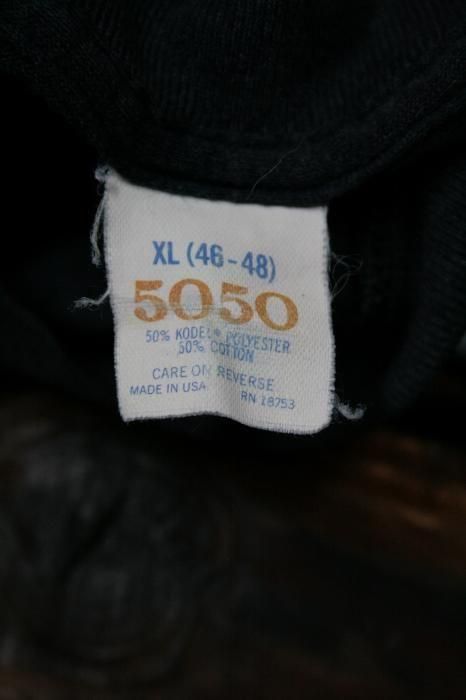 XL (46-48)
5050
50% KODEL® POLYESTER
50% COTTON
CARE ON REVERSE
MADE IN USA. RN 18753